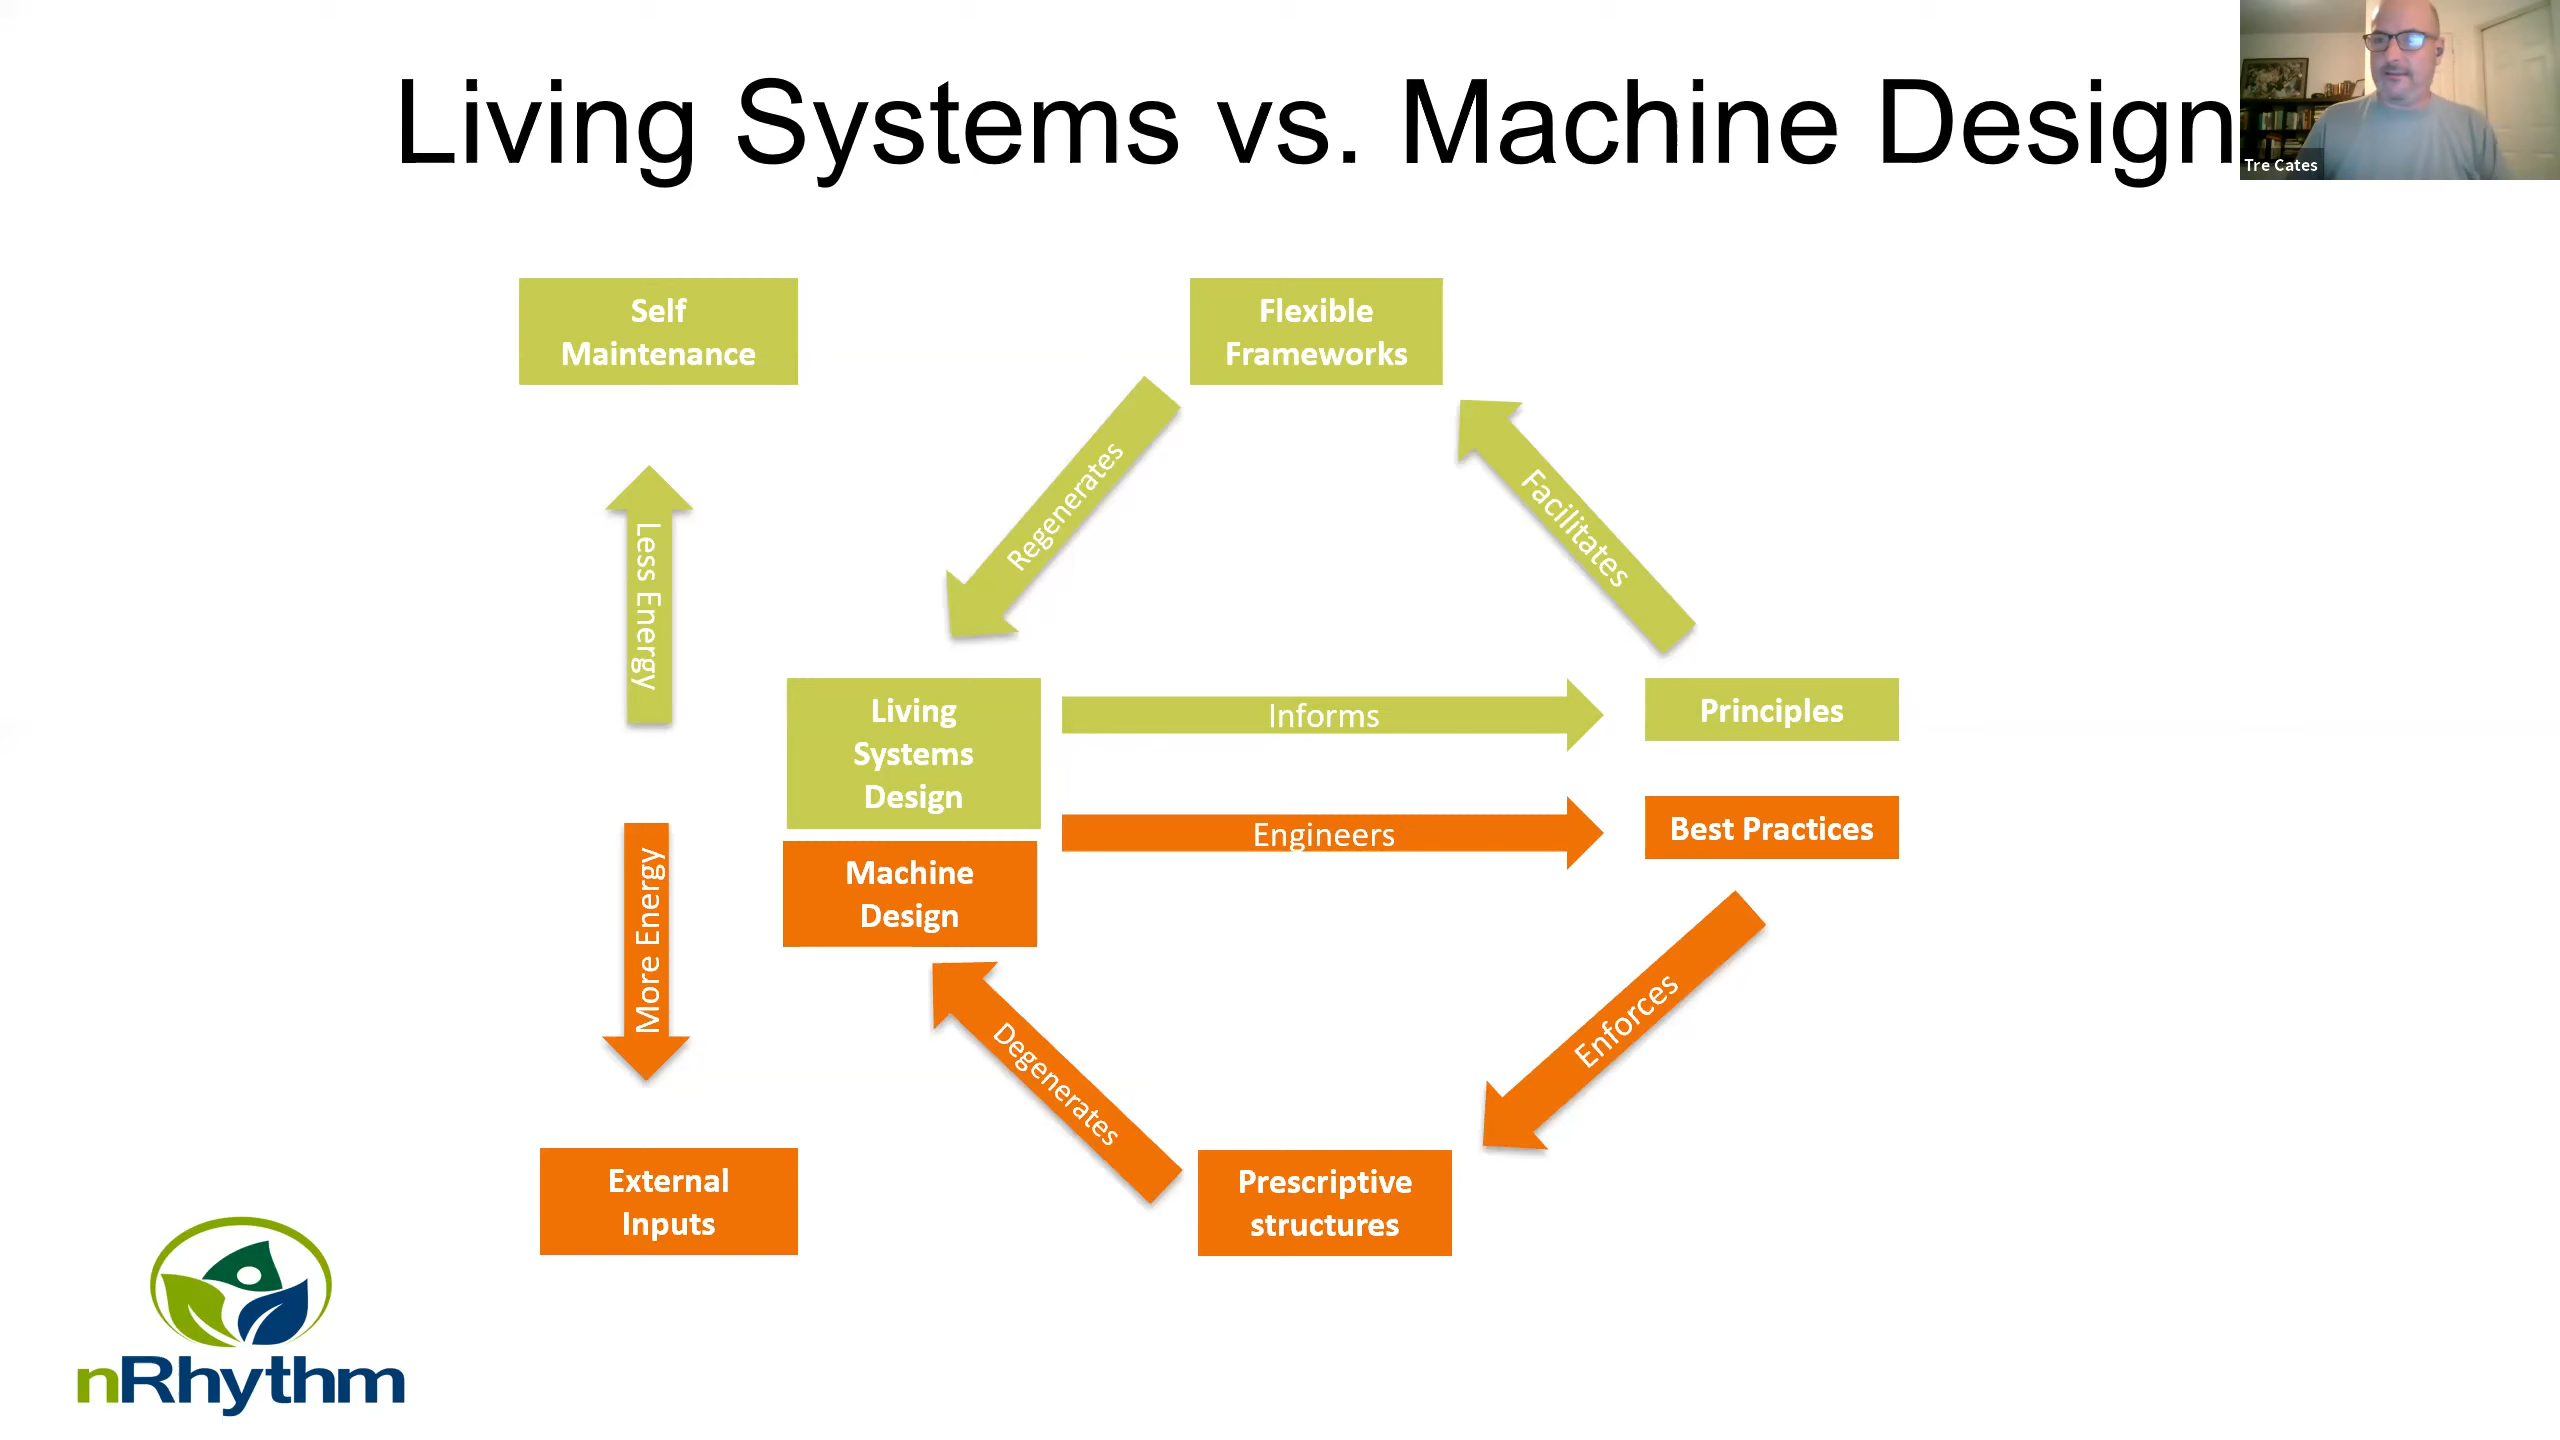 Living Systems vs. Machine Design
Tre Cates
Self
Maintenance
Flexible
Frameworks
Regenerates
Facilitates
Less Energy
Living
Systems
Design
Informs
Principles
Engineers
Best Practices
Machine
Design
More Energy
Enforces
Degenerates
External
Inputs
Prescriptive
structures
nRhythm